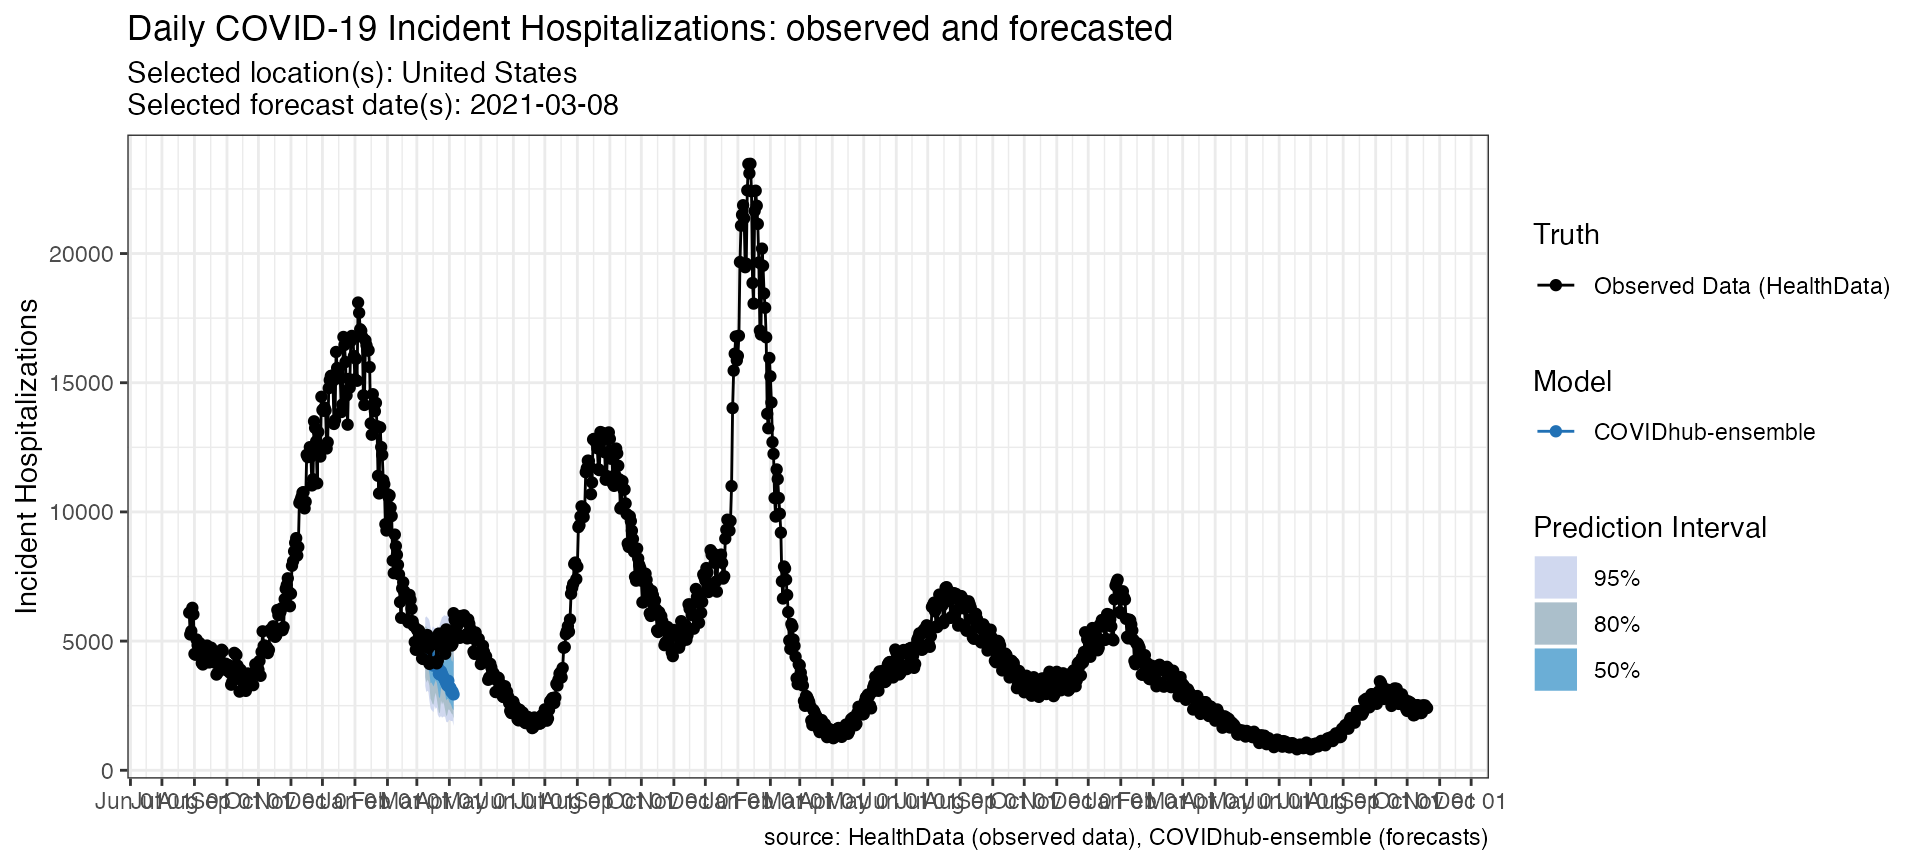 Daily COVID-19 Incident Hospitalizations: observed and forecasted
Selected location(s): United States
Selected forecast date(s): 2021-03-08
Incident Hospitalizations
20000
15000
10000
5000
0
Truth
Observed Data (HealthData)
Model
COVIDhub-ensemble
Prediction Interval
95%
80%
50%
Dec 01
source: HealthData (observed data), COVIDhub-ensemble (forecasts)